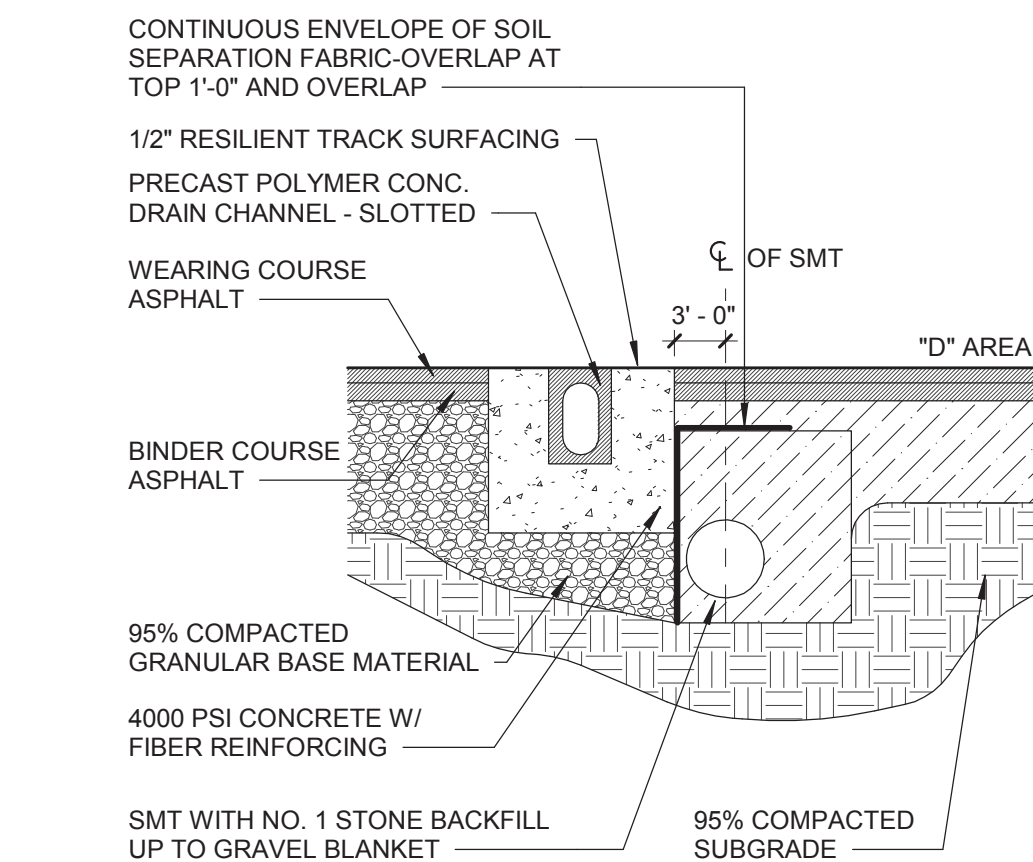 CONTINUOUS ENVELOPE OF SOIL
SEPARATION FABRIC-OVERLAP AT
TOP 1'-0" AND OVERLAP
1/2" RESILIENT TRACK SURFACING
PRECAST POLYMER CONC.
DRAIN CHANNEL - SLOTTED
WEARING COURSE
ASPHALT
℄ OF SMT
3' - 0"
"D" AREA
BINDER COURSE
ASPHALT
95% COMPACTED
GRANULAR BASE MATERIAL
4000 PSI CONCRETE W/
FIBER REINFORCING
SMT WITH NO. 1 STONE BACKFILL
UP TO GRAVEL BLANKET
95% COMPACTED
SUBGRADE